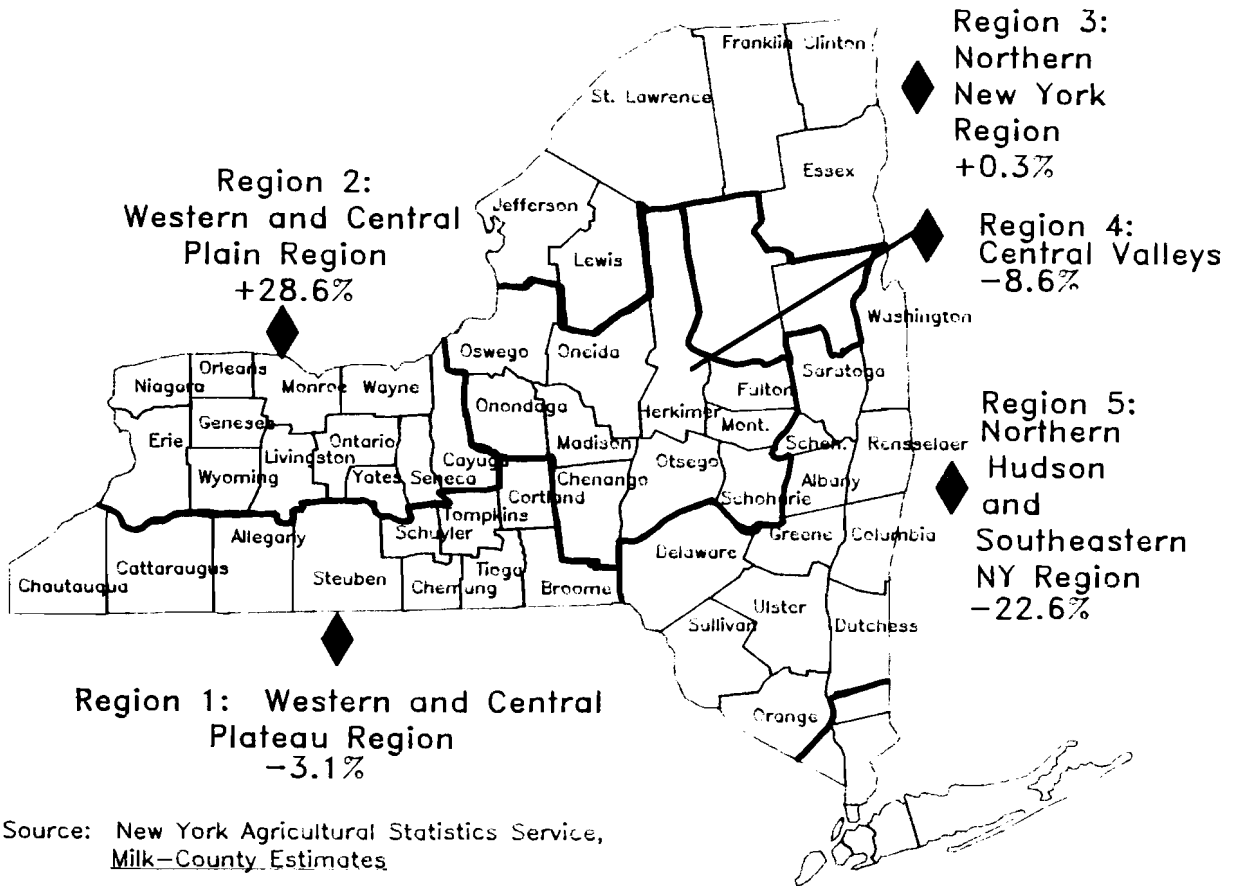 Region 3:
Northern
New York
Region
+0.3%
Region 2:
Western and Central
Plain Region
+28.6%
Region 4:
Central Valleys
-8.6%
Region 5:
Northern
Hudson
and
Southeastern
NY Region
-22.6%
Region 1: Western and Central
Plateau Region
-3.1%
Franklin
Clinton
St. Lawrence
Essex
Jefferson
Lewis
Washington
Oswego
Oneida
Saratoga
Orleans
Niagara
Monroe
Wayne
Fulton
Onondaga
Herkimer
Genesee
Mont.
Erie
Ontario
Madison
Schen.
Rensselaer
Livingston
Cayuga
Otsego
Wyoming
Yates
Seneca
Chenango
Albany
Cortland
Schoharie
Tompkins
Allegany
Schuyler
Delaware
Greene
Columbia
Cattaraugus
Steuben
Tioga
Chautauqua
Chemung
Broome
Ulster
Sullivan
Dutchess
Orange
Source: New York Agricultural Statistics Service,
Milk-County Estimates